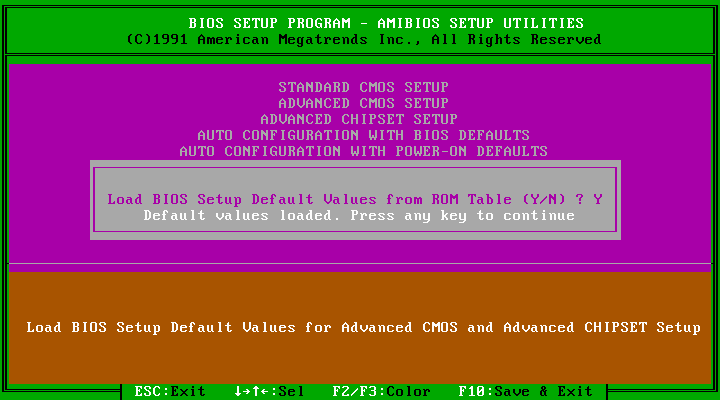 BIOS SETUP PROGRAM - AMIBIOS SETUP UTILITIES
(C)1991 American Megatrends Inc., All Rights Reserved
STANDARD CMOS SETUP
ADVANCED CMOS SETUP
ADVANCED CHIPSET SETUP
AUTO CONFIGURATION WITH BIOS DEFAULTS
AUTO CONFIGURATION WITH POWER-ON DEFAULTS
Load BIOS Setup Default Values from ROM Table (Y/N) ? Y
Default values loaded. Press any key to continue
Load BIOS Setup Default Values for Advanced CMOS and Advanced CHIPSET Setup
ESC:Exit ↓→↑←:Sel F2/F3:Color F10:Save & Exit